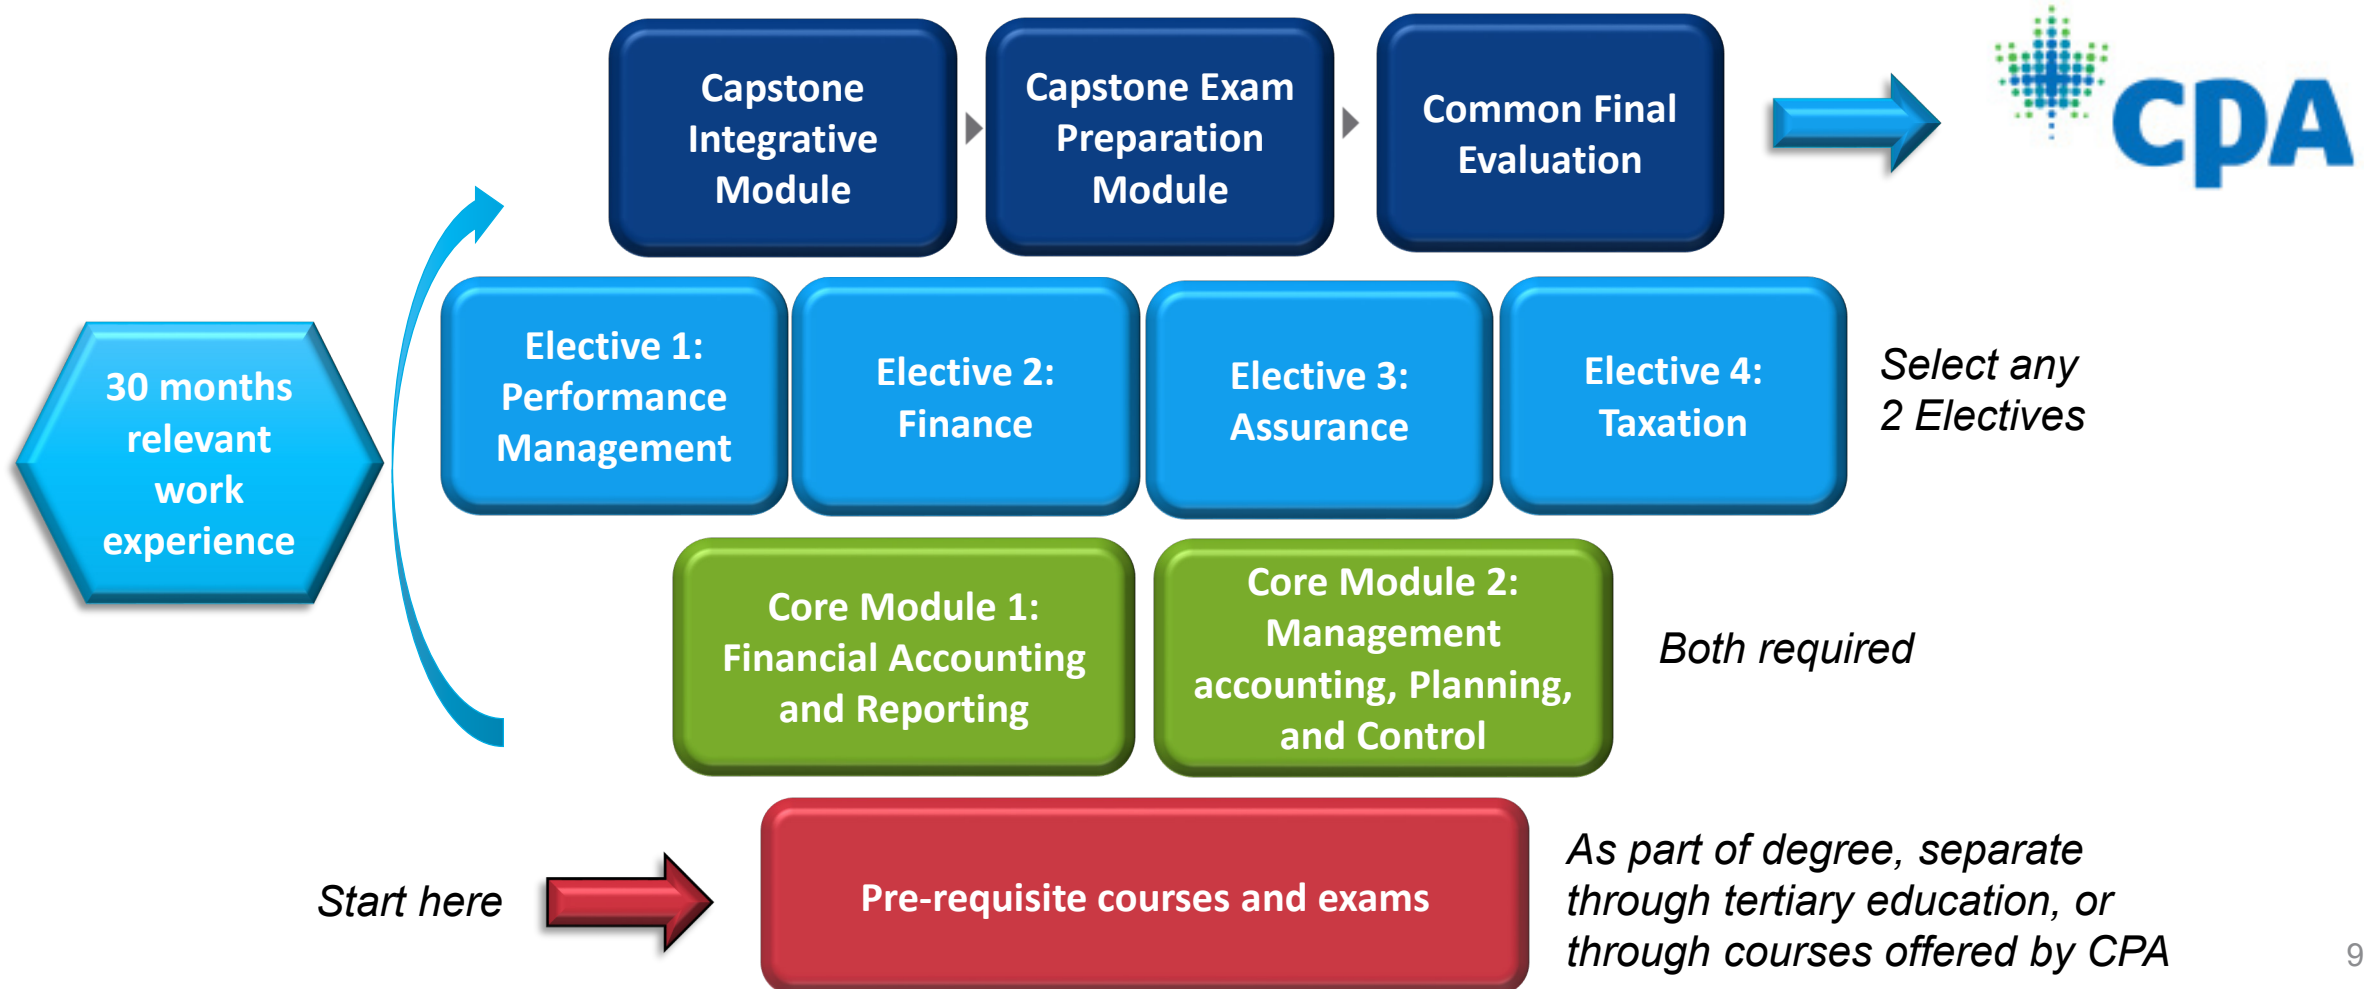 Capstone
Integrative
Module
Capstone Exam
Preparation
Module
Common Final
Evaluation
cpA
30 months
relevant
work
experience
Elective 1:
Performance
Management
Elective 2:
Finance
Elective 3:
Assurance
Elective 4:
Taxation
Select any
2 Electives
Core Module 1:
Financial Accounting
and Reporting
Core Module 2:
Management
accounting, Planning,
and Control
Both required
Start here
Pre-requisite courses and exams
As part of degree, separate
through tertiary education, or
through courses offered by CPA
9